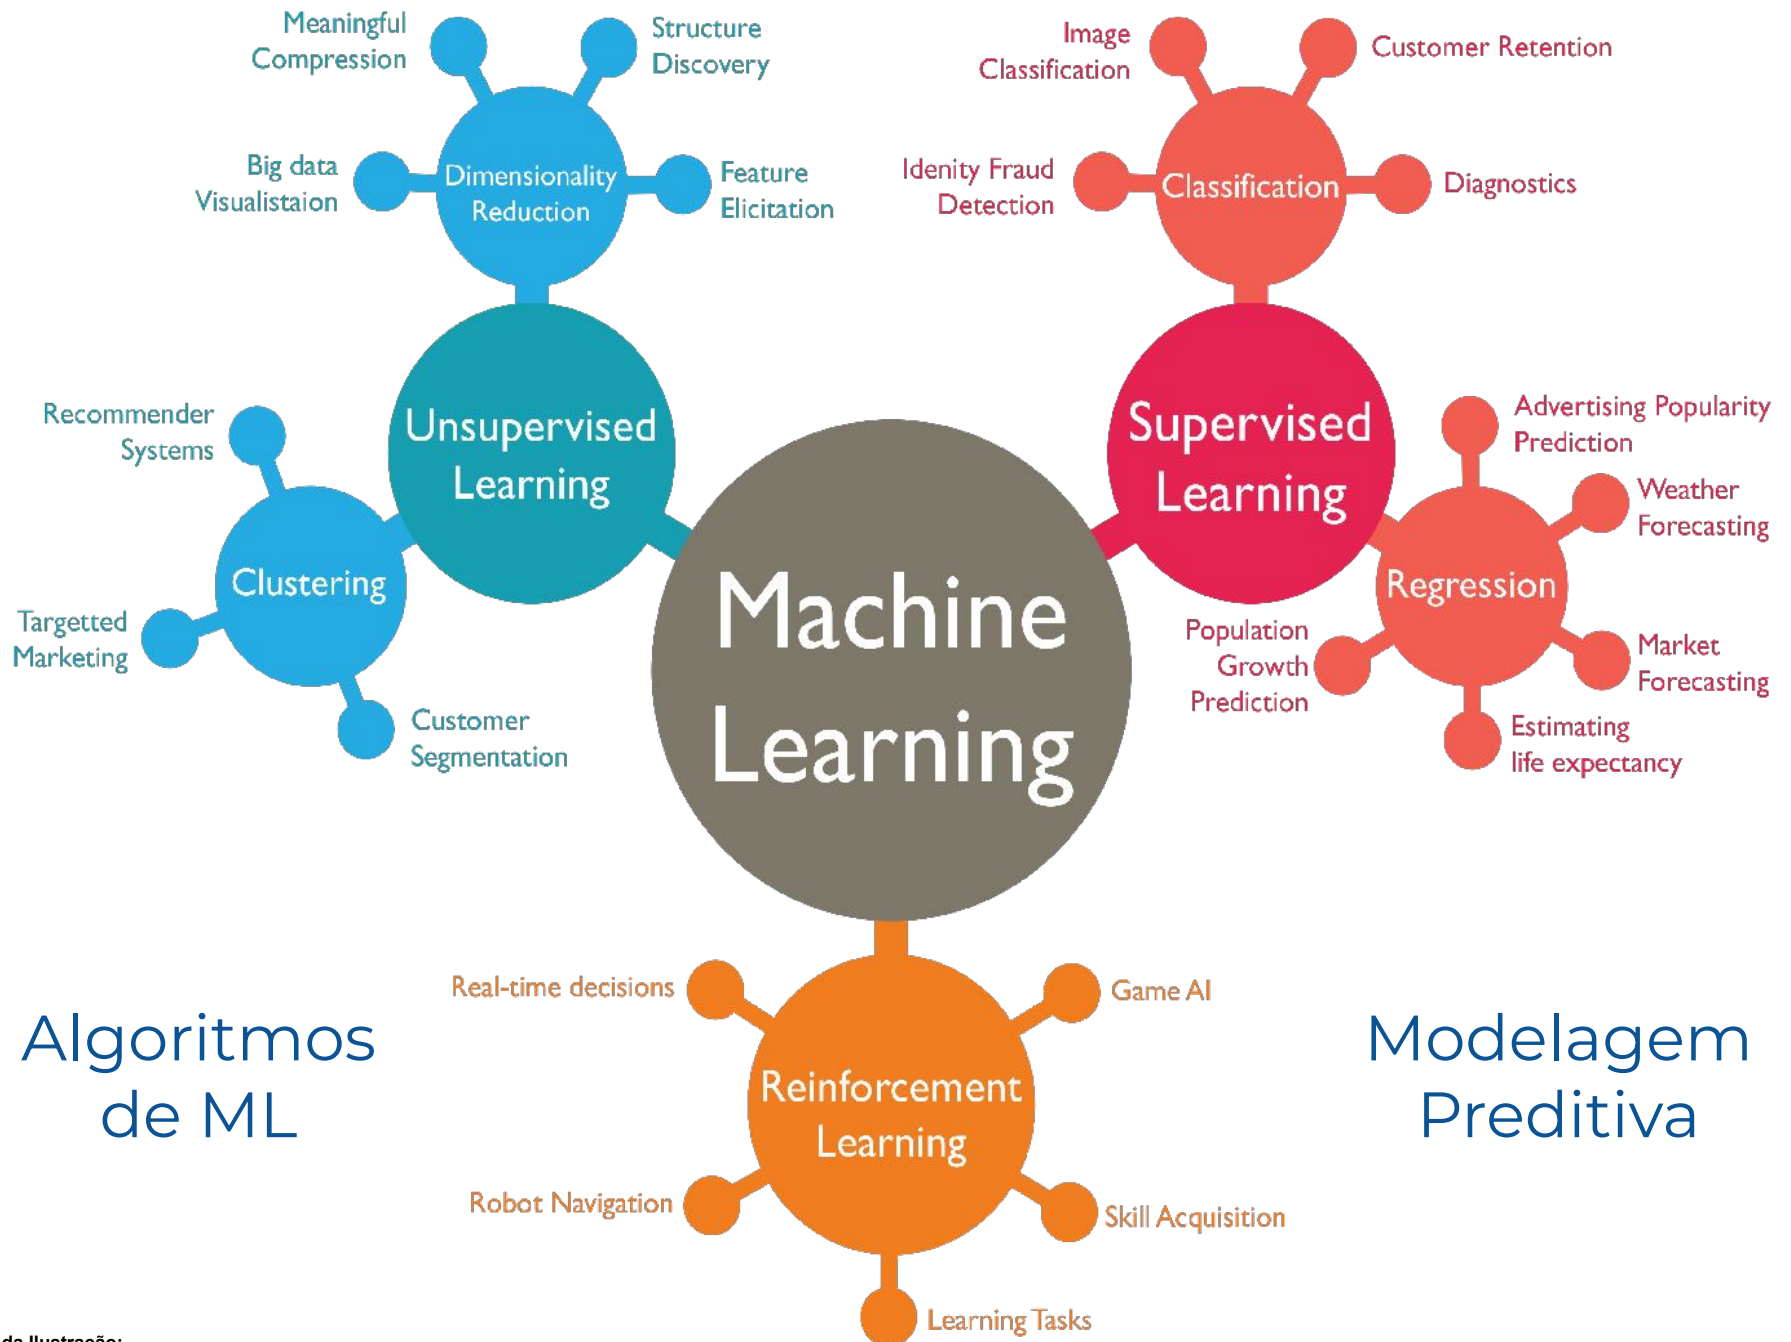 Meaningful
Compression
Structure
Discovery
Big data
Visualistaion
Dimensionality
Reduction
Feature
Elicitation
Image
Classification
Customer Retention
Idenity Fraud
Detection
Classification
Diagnostics
Recommender
Systems
Unsupervised
Learning
Clustering
Targetted
Marketing
Customer
Segmentation
Machine
Learning
Supervised
Learning
Advertising Popularity
Prediction
Weather
Forecasting
Regression
Population
Growth
Prediction
Market
Forecasting
Estimating
life expectancy
Algoritmos
de ML
Real-time decisions
Game AI
Reinforcement
Learning
Robot Navigation
Skill Acquisition
Learning Tasks
Modelagem
Preditiva
da Ilustração: